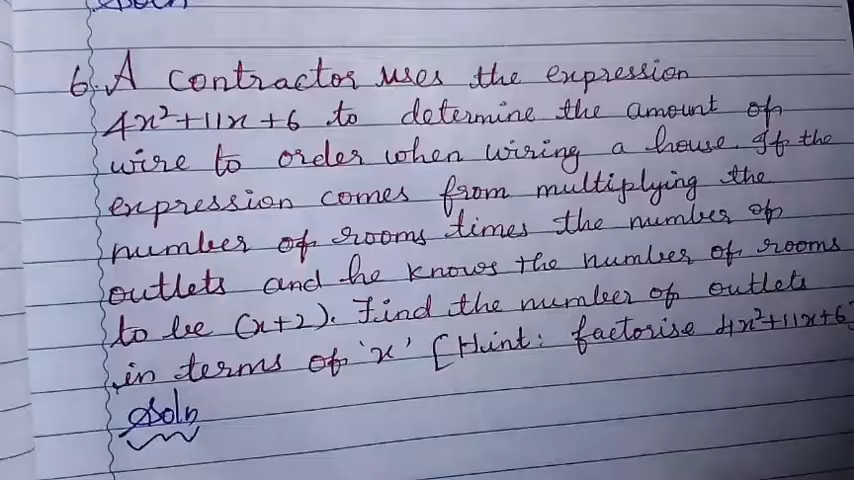 6. A contractor uses the expression
4x²+11x+6 to determine the amount of
wire to order when wiring a house. If the
expression comes from multiplying the
number of rooms times the number of
outlets and he knows the number of rooms
to be (x+2). Find the number of outlets
in terms of 'x' [Hint: factorise 4x²+11x+6]
Soln